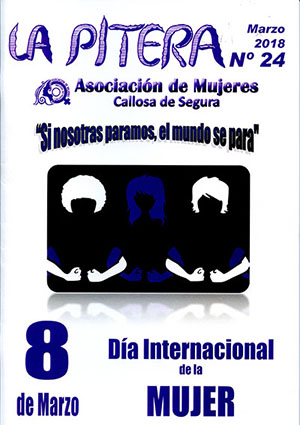 LA PITERA
Marzo
2018
Nº 24
Asociación de Mujeres
Callosa de Segura
"Si nosotras paramos, el mundo se para"
8
de Marzo
Día Internacional
de la
MUJER